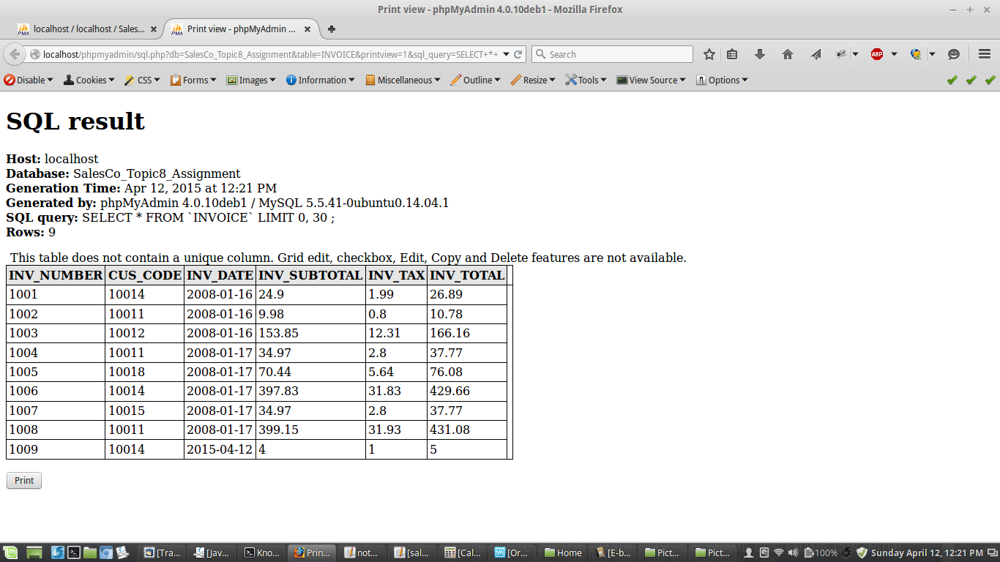 Print view - phpMyAdmin 4.0.10deb1 - Mozilla Firefox
localhost / localhost / Sales... Print view - phpMyAdmin ...
localhost/phpmyadmin/sql.php?db=SalesCo_Topic8_Assignment&table=INVOICE&printview=1&sql_query=SELECT+*+ Search ABP
Disable Cookies CSS Forms Images Information Miscellaneous Outline Resize Tools View Source Options
SQL result
Host: localhost
Database: SalesCo_Topic8_Assignment
Generation Time: Apr 12, 2015 at 12:21 PM
Generated by: phpMyAdmin 4.0.10deb1 / MySQL 5.5.41-0ubuntu0.14.04.1
SQL query: SELECT * FROM `INVOICE` LIMIT 0, 30 ;
Rows: 9
This table does not contain a unique column. Grid edit, checkbox, Edit, Copy and Delete features are not available.
INV_NUMBER CUS_CODE INV_DATE INV_SUBTOTAL INV_TAX INV_TOTAL
1001 10014 2008-01-16 24.9 1.99 26.89
1002 10011 2008-01-16 9.98 0.8 10.78
1003 10012 2008-01-16 153.85 12.31 166.16
1004 10011 2008-01-17 34.97 2.8 37.77
1005 10018 2008-01-17 70.44 5.64 76.08
1006 10014 2008-01-17 397.83 31.83 429.66
1007 10015 2008-01-17 34.97 2.8 37.77
1008 10011 2008-01-17 399.15 31.93 431.08
1009 10014 2015-04-12 4 1 5
Print
[Tra... [Jav... Kno... Prin... not... [sal... [Cal... [Or... Home [E-b... Pict... Pict... 100% Sunday April 12, 12:21 PM